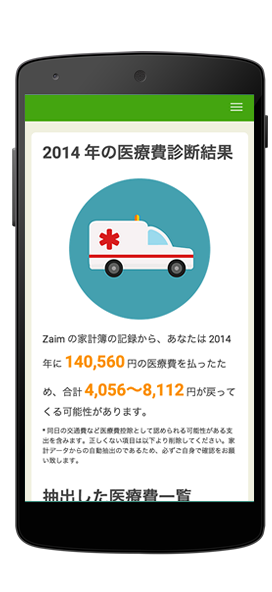 2014 年の医療費診断結果
Zaim の家計簿の記録から、あなたは 2014
年に 140,560 円の医療費を払ったた
め、合計 4,056〜8,112 円が戻って
くる可能性があります。
* 同日の交通費など医療費控除として認められる可能性がある支
出を含みます。正しくない項目は以下より削除してください。家
計データからの自動抽出のであるため、必ずご自身で確認をお願
い致します。
抽出した医療費一覧